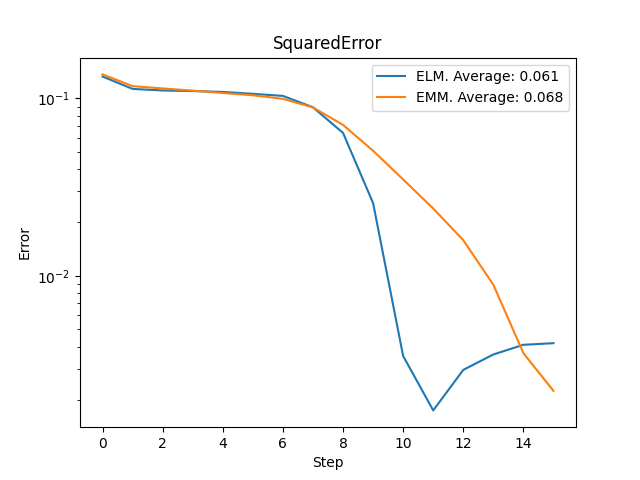 SquaredError
ELM. Average: 0.061
EMM. Average: 0.068
Error
10⁻¹
10⁻²
0 2 4 6 8 10 12 14
Step